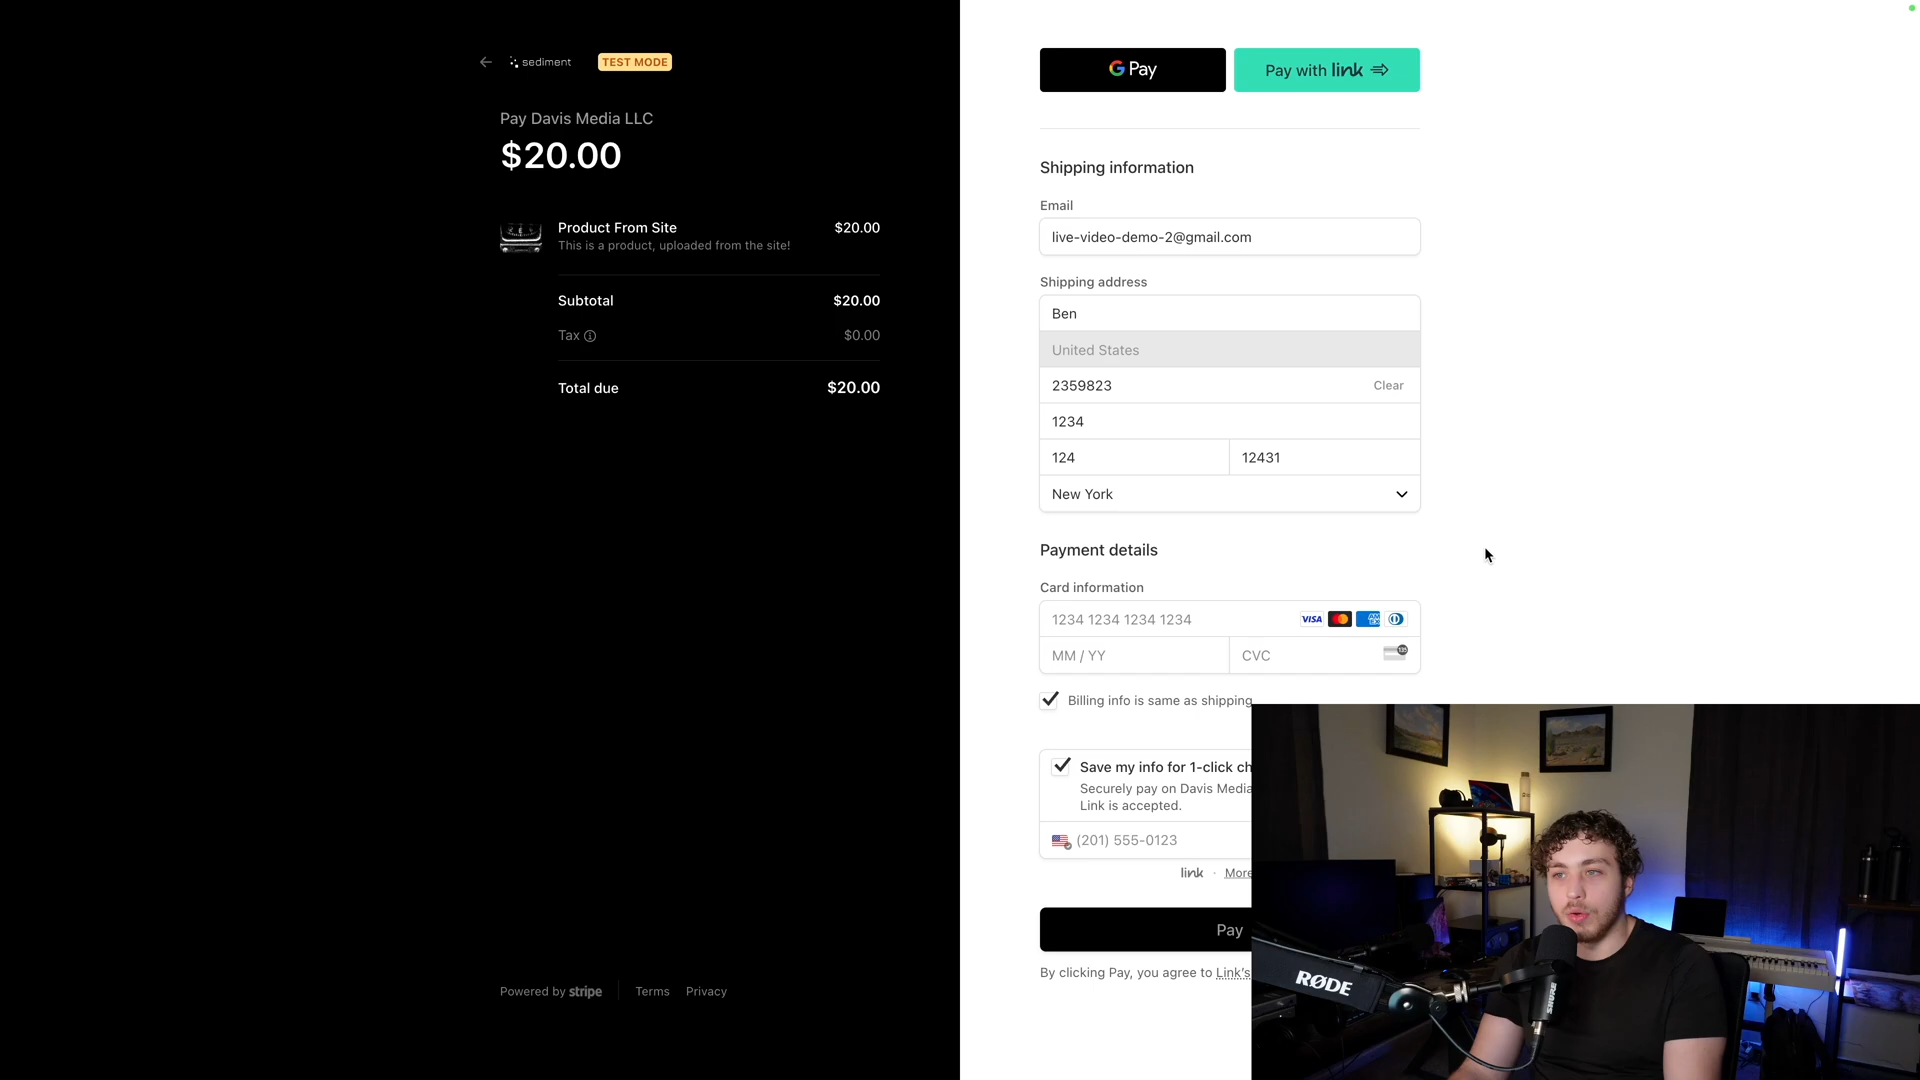 sediment
TEST MODE
Pay Davis Media LLC
$20.00
Product From Site
$20.00
This is a product, uploaded from the site!
Subtotal
$20.00
Tax
$0.00
Total due
$20.00
Powered by stripe
Terms
Privacy
G Pay
Pay with link
Shipping information
Email
live-video-demo-2@gmail.com
Shipping address
Ben
United States
2359823
Clear
1234
124
12431
New York
Payment details
Card information
1234 1234 1234 1234
VISA
AM EX
MM / YY
CVC
135
Billing info is same as shipping
Save my info for 1-click ch
Securely pay on Davis Media
Link is accepted.
(201) 555-0123
link · More
Pay
By clicking Pay, you agree to Link's
RØDE
SHURE